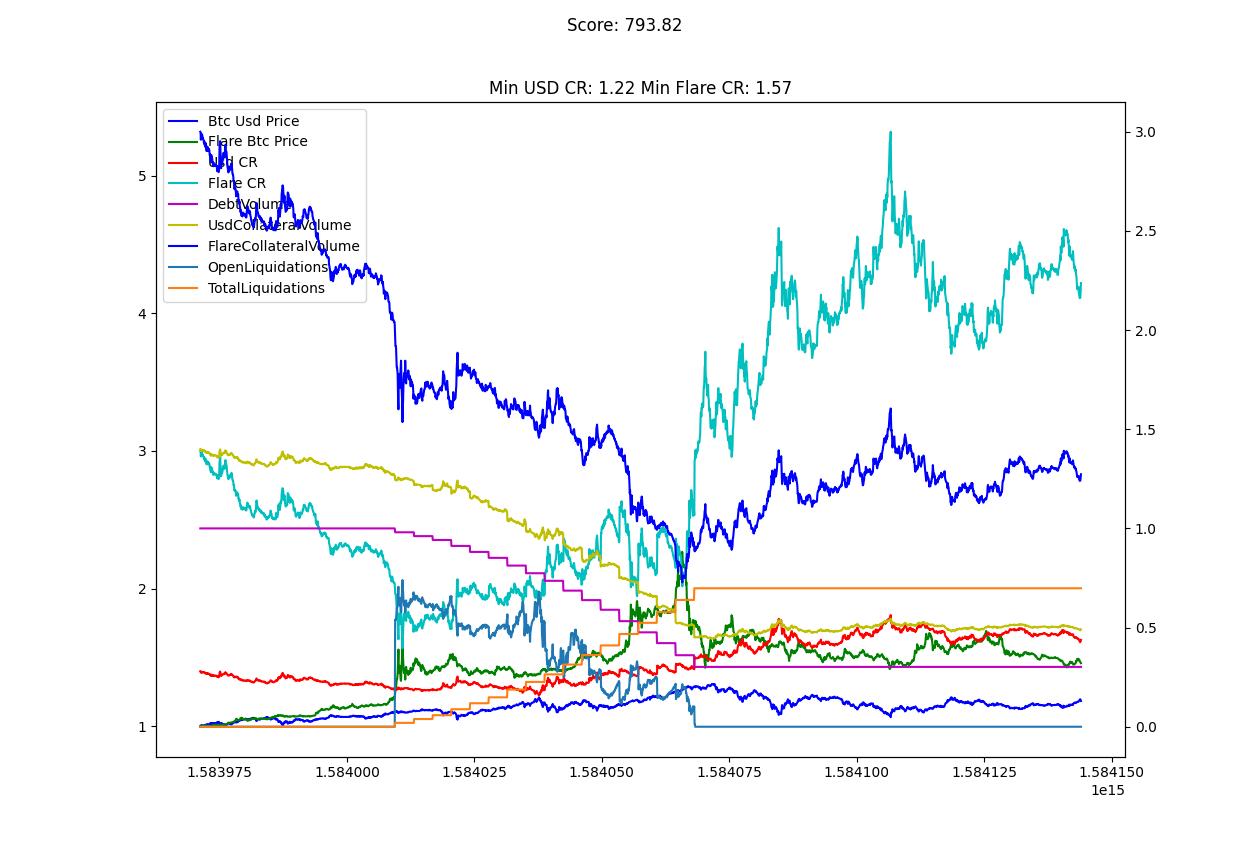 Score: 793.82
Min USD CR: 1.22 Min Flare CR: 1.57
Btc Usd Price
Flare Btc Price
Usd CR
Flare CR
DebtVolume
UsdCollateralVolume
FlareCollateralVolume
OpenLiquidations
TotalLiquidations
5
4
3
2
1
3.0
2.5
2.0
1.5
1.0
0.5
0.0
1.583975 1.584000 1.584025 1.584050 1.584075 1.584100 1.584125 1.584150
1e15